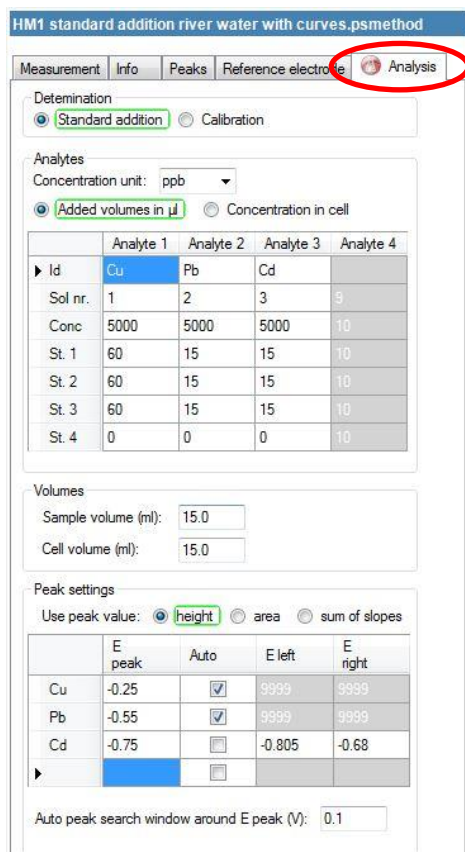 HM1 standard addition river water with curves.psmethod
Measurement Info Peaks Reference electrode Analysis
Detemination
Standard addition Calibration
Analytes
Concentration unit: ppb
Added volumes in µl Concentration in cell
Analyte 1 Analyte 2 Analyte 3 Analyte 4
Id Cu Pb Cd
Sol nr. 1 2 3 9
Conc 5000 5000 5000 10
St. 1 60 15 15 10
St. 2 60 15 15 10
St. 3 60 15 15 10
St. 4 0 0 0 10
Volumes
Sample volume (ml): 15.0
Cell volume (ml): 15.0
Peak settings
Use peak value: height area sum of slopes
E peak Auto E left E right
Cu -0.25 9999 9999
Pb -0.55 9999 9999
Cd -0.75 -0.805 -0.68
Auto peak search window around E peak (V): 0.1